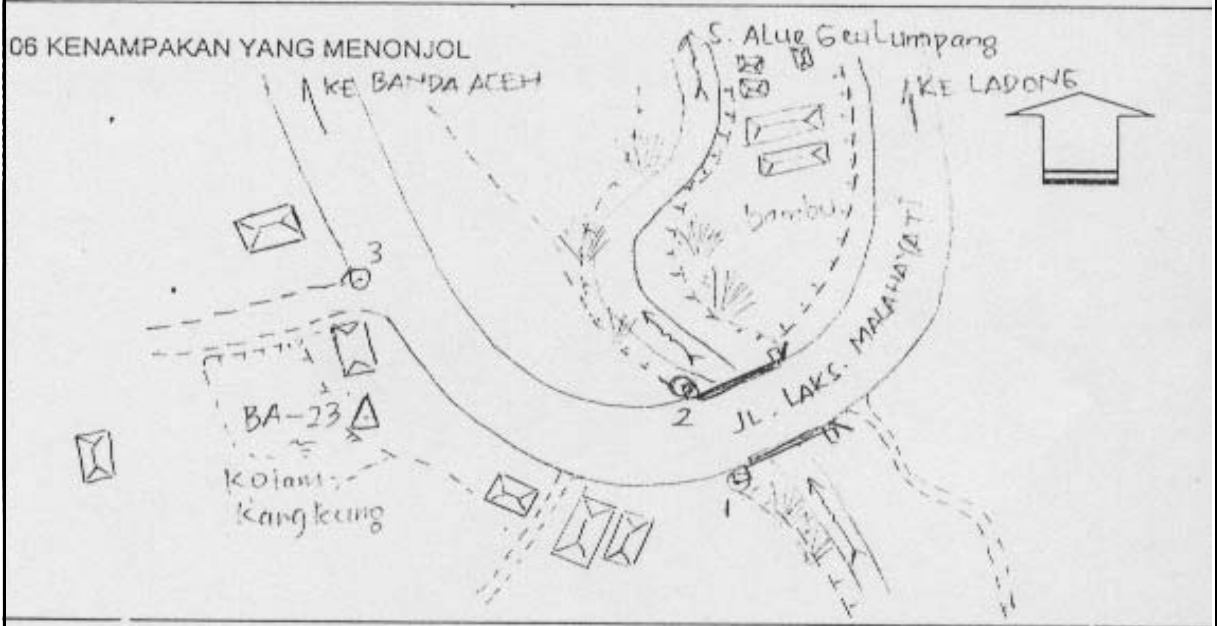 06 KENAMPAKAN YANG MENONJOL
S. ALUE GEULUMPANG
KE BANDA ACEH
KE LADONG
bambu
3
JL. LAKS. MALAHAYATI
BA-23
2
Kolam
Kangkung
1